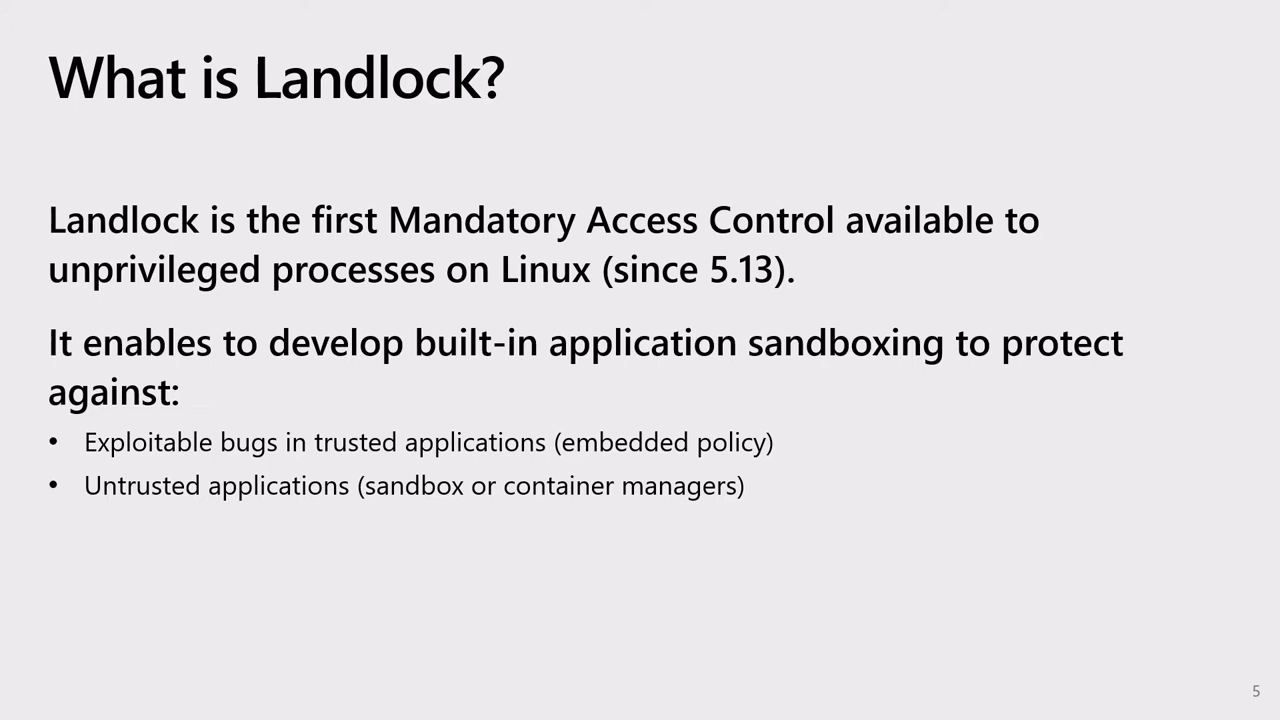 What is Landlock?
Landlock is the first Mandatory Access Control available to
unprivileged processes on Linux (since 5.13).
It enables to develop built-in application sandboxing to protect
against:
• Exploitable bugs in trusted applications (embedded policy)
• Untrusted applications (sandbox or container managers)
5